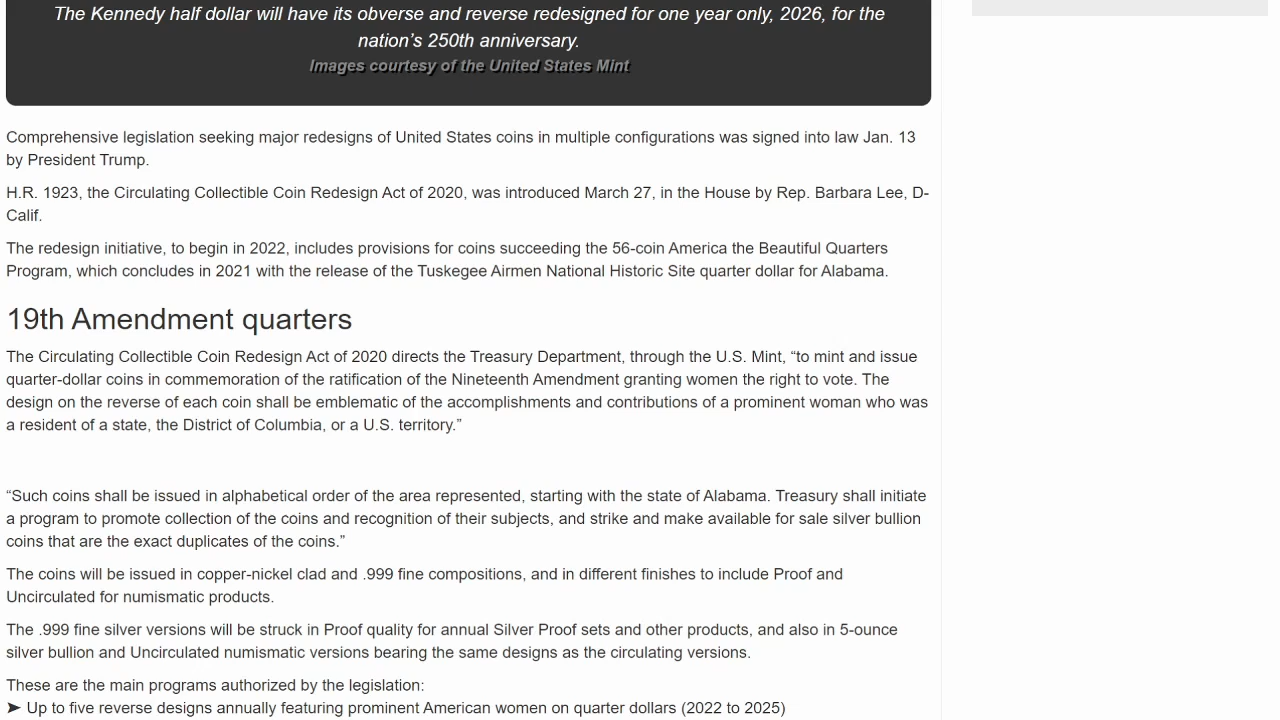 The Kennedy half dollar will have its obverse and reverse redesigned for one year only, 2026, for the
nation’s 250th anniversary.
Images courtesy of the United States Mint
Comprehensive legislation seeking major redesigns of United States coins in multiple configurations was signed into law Jan. 13
by President Trump.
H.R. 1923, the Circulating Collectible Coin Redesign Act of 2020, was introduced March 27, in the House by Rep. Barbara Lee, D-
Calif.
The redesign initiative, to begin in 2022, includes provisions for coins succeeding the 56-coin America the Beautiful Quarters
Program, which concludes in 2021 with the release of the Tuskegee Airmen National Historic Site quarter dollar for Alabama.
19th Amendment quarters
The Circulating Collectible Coin Redesign Act of 2020 directs the Treasury Department, through the U.S. Mint, “to mint and issue
quarter-dollar coins in commemoration of the ratification of the Nineteenth Amendment granting women the right to vote. The
design on the reverse of each coin shall be emblematic of the accomplishments and contributions of a prominent woman who was
a resident of a state, the District of Columbia, or a U.S. territory.”
“Such coins shall be issued in alphabetical order of the area represented, starting with the state of Alabama. Treasury shall initiate
a program to promote collection of the coins and recognition of their subjects, and strike and make available for sale silver bullion
coins that are the exact duplicates of the coins.”
The coins will be issued in copper-nickel clad and .999 fine compositions, and in different finishes to include Proof and
Uncirculated for numismatic products.
The .999 fine silver versions will be struck in Proof quality for annual Silver Proof sets and other products, and also in 5-ounce
silver bullion and Uncirculated numismatic versions bearing the same designs as the circulating versions.
These are the main programs authorized by the legislation:
➤ Up to five reverse designs annually featuring prominent American women on quarter dollars (2022 to 2025)